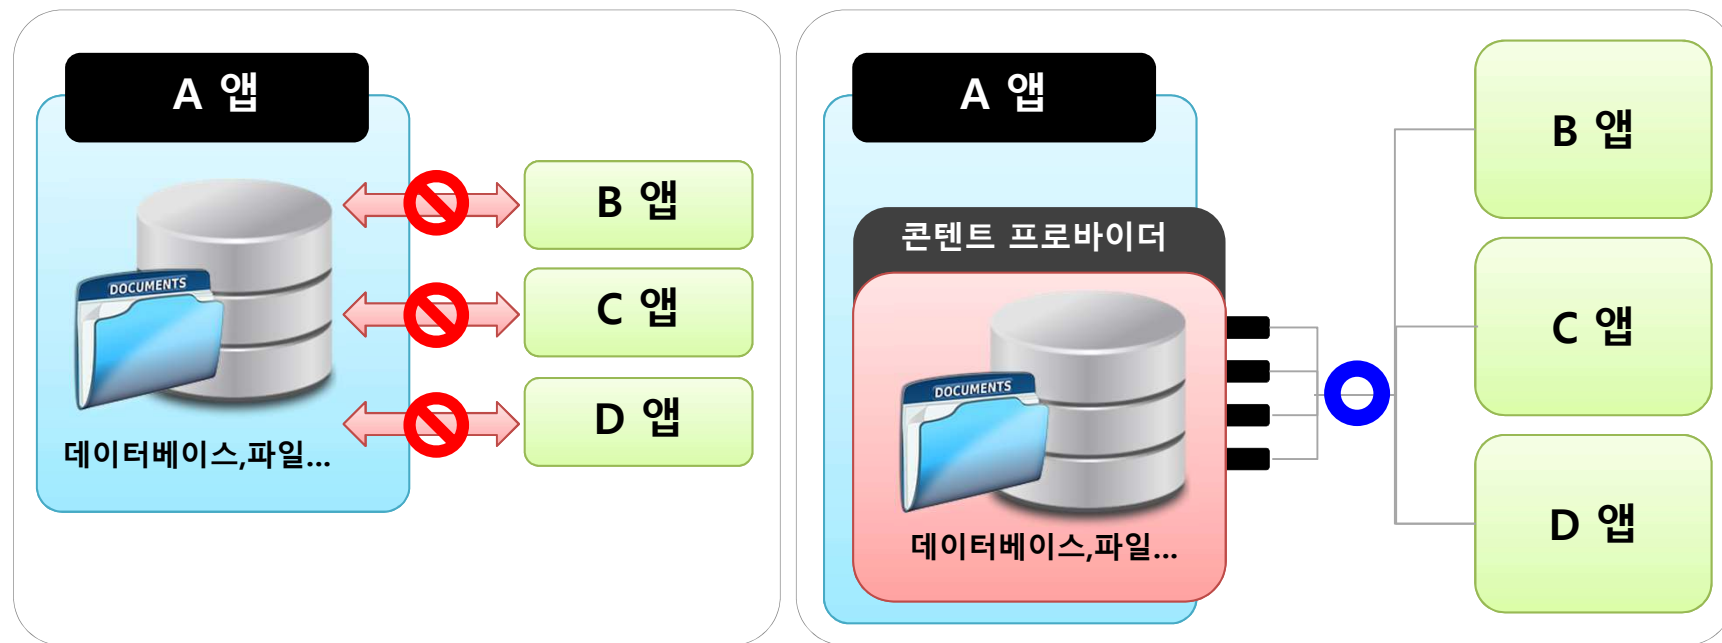 A 앱
B 앱
C 앱
D 앱
DOCUMENTS
데이터베이스,파일...
A 앱
콘텐트 프로바이더
DOCUMENTS
데이터베이스,파일...
B 앱
C 앱
D 앱